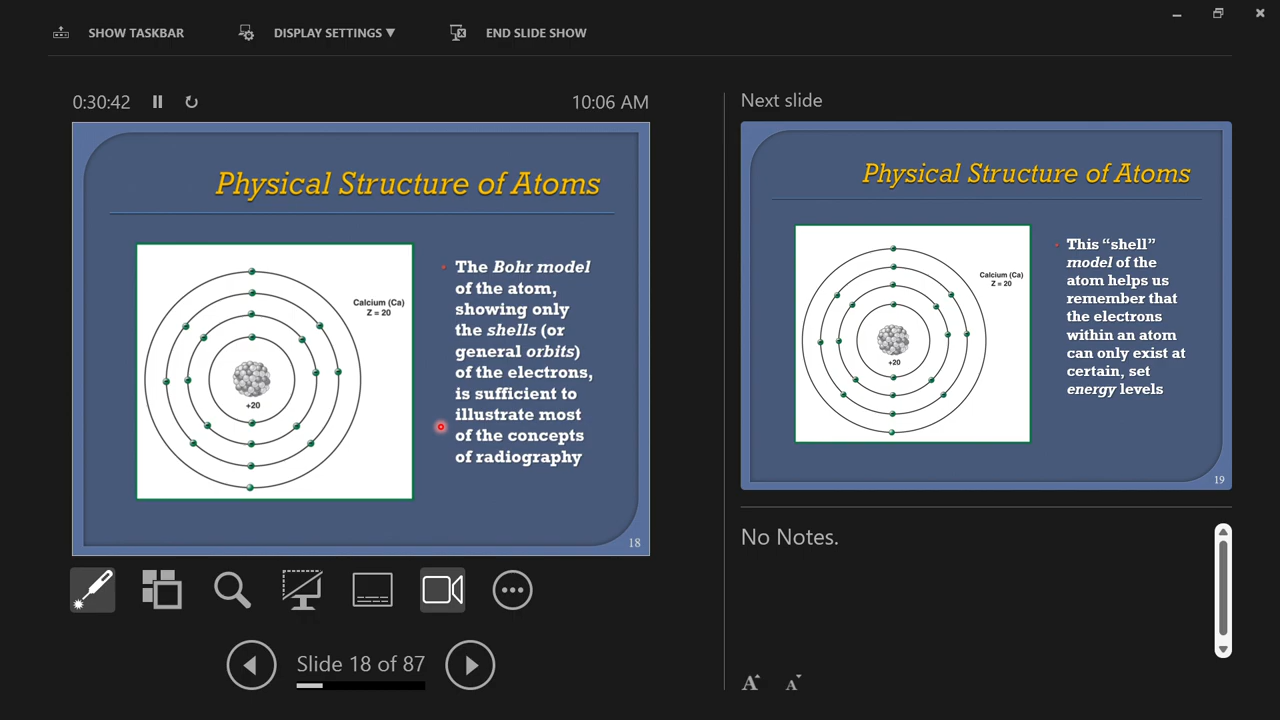 SHOW TASKBAR
DISPLAY SETTINGS ▼
END SLIDE SHOW
0:30:42
10:06 AM
Physical Structure of Atoms
Calcium (Ca)
Z = 20
+20
• The Bohr model
of the atom,
showing only
the shells (or
general orbits)
of the electrons,
is sufficient to
illustrate most
of the concepts
of radiography
18
Slide 18 of 87
Next slide
Physical Structure of Atoms
Calcium (Ca)
Z = 20
+20
• This “shell”
model of the
atom helps us
remember that
the electrons
within an atom
can only exist at
certain, set
energy levels
19
No Notes.
A A